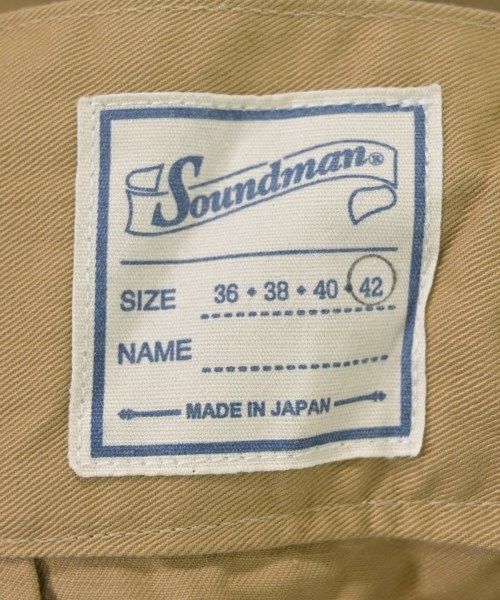 Soundman®
SIZE 36 • 38 • 40 • 42
NAME
MADE IN JAPAN